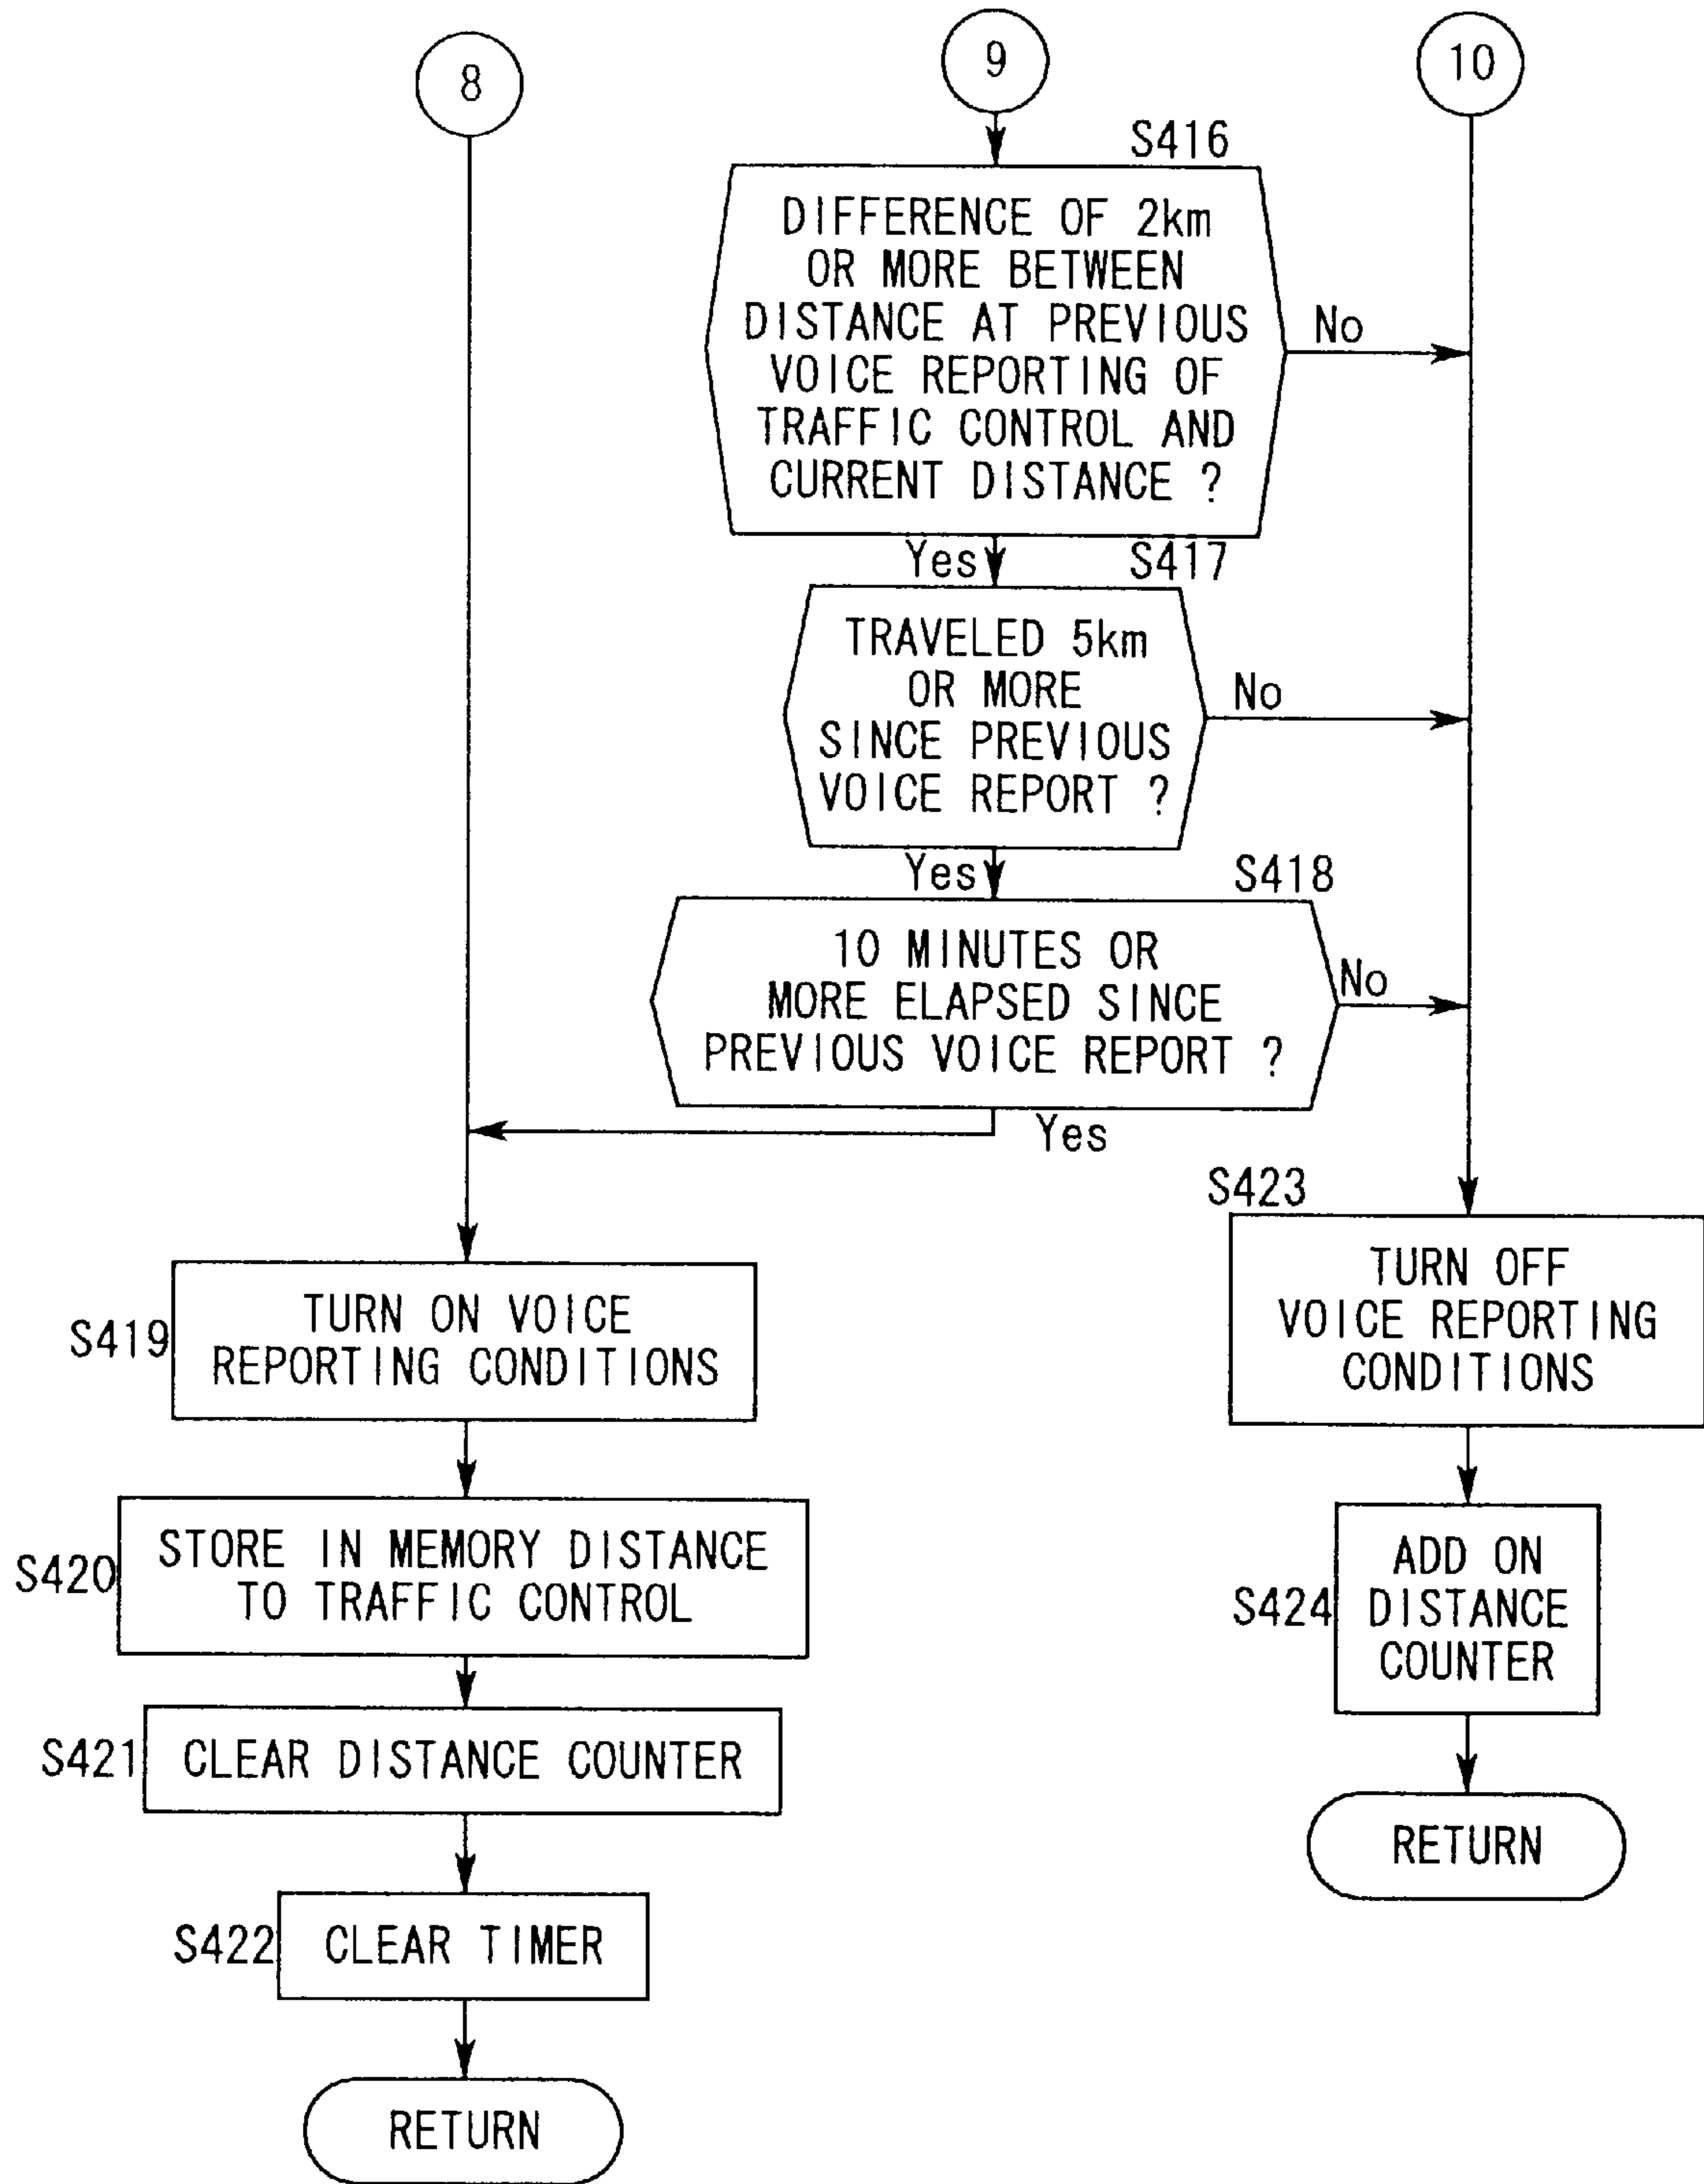 8
9
10
S416
DIFFERENCE OF 2km
OR MORE BETWEEN
DISTANCE AT PREVIOUS
VOICE REPORTING OF
TRAFFIC CONTROL AND
CURRENT DISTANCE ?
No
Yes
S417
TRAVELED 5km
OR MORE
SINCE PREVIOUS
VOICE REPORT ?
No
Yes
S418
10 MINUTES OR
MORE ELAPSED SINCE
PREVIOUS VOICE REPORT ?
No
Yes
S419
TURN ON VOICE
REPORTING CONDITIONS
S420
STORE IN MEMORY DISTANCE
TO TRAFFIC CONTROL
S421
CLEAR DISTANCE COUNTER
S422
CLEAR TIMER
RETURN
S423
TURN OFF
VOICE REPORTING
CONDITIONS
S424
ADD ON
DISTANCE
COUNTER
RETURN